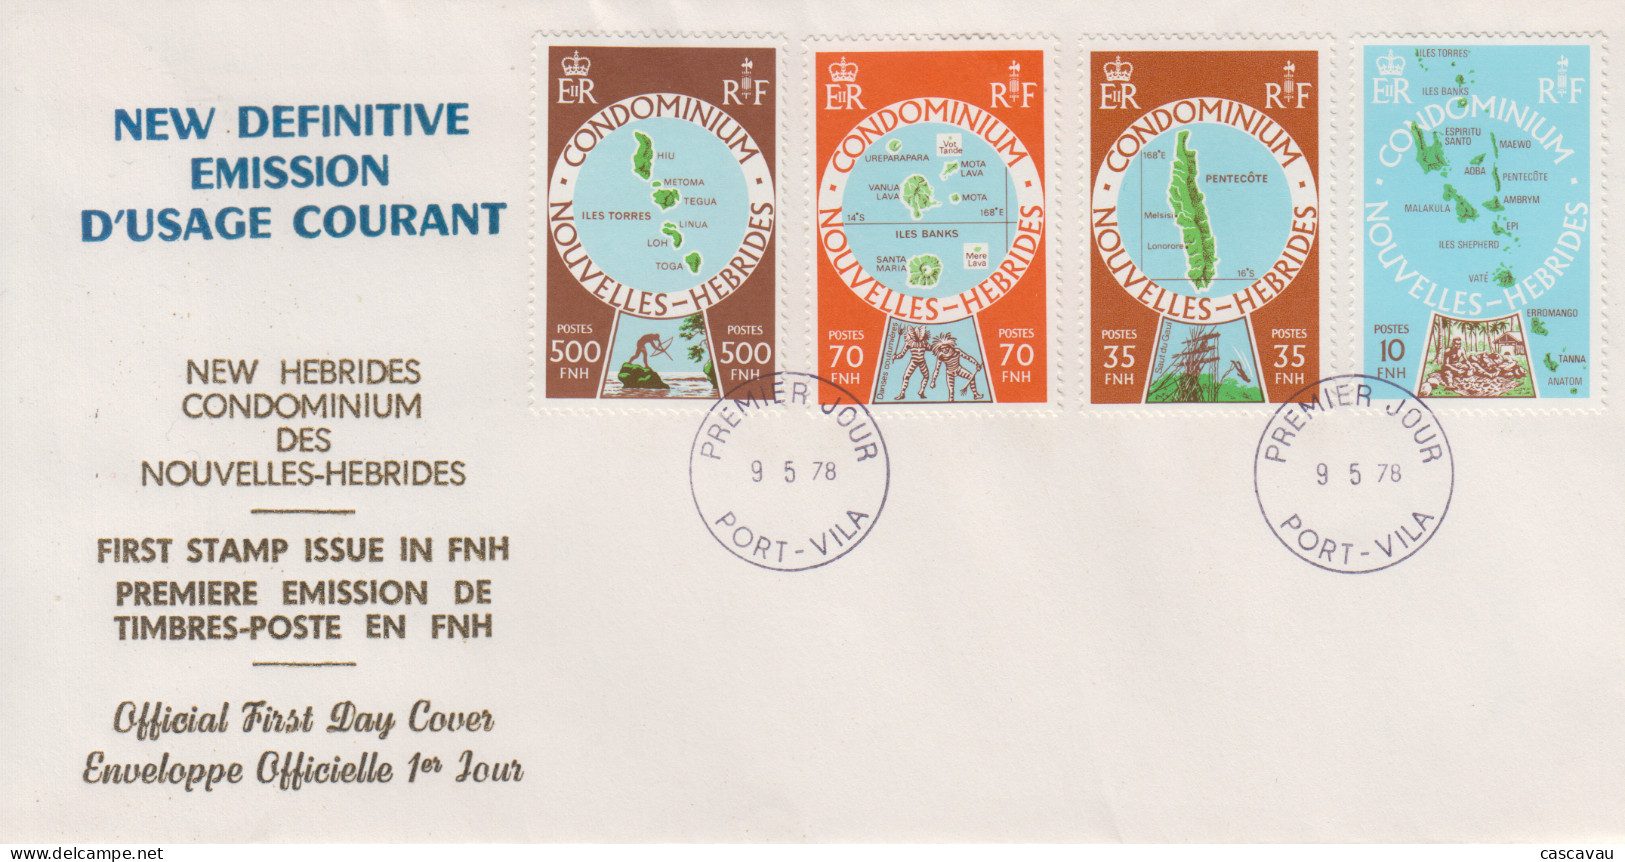 NEW DEFINITIVE
EMISSION
D'USAGE COURANT
NEW HEBRIDES
CONDOMINIUM
DES
NOUVELLES-HEBRIDES
FIRST STAMP ISSUE IN FNH
PREMIERE EMISSION DE
TIMBRES-POSTE EN FNH
Official First Day Cover
Enveloppe Officielle 1er Jour
EIIR RF
· CONDOMINIUM ·
NOUVELLES-HEBRIDES
HIU
METOMA
TEGUA
ILES TORRES
LINUA
LOH
TOGA
POSTES
500
FNH
POSTES
500
FNH
EIIR RF
· CONDOMINIUM ·
NOUVELLES-HEBRIDES
UREPARAPARA
Vot
Tande
MOTA
LAVA
VANUA
LAVA
MOTA
14°S
168°E
ILES BANKS
SANTA
MARIA
Mere
Lava
POSTES
70
FNH
Danses coutumières
POSTES
70
FNH
EIIR RF
· CONDOMINIUM ·
NOUVELLES-HEBRIDES
168°E
PENTECÔTE
Melsisi
Lonorore
16°S
POSTES
35
FNH
Saut du Gaul
POSTES
35
FNH
EIIR RF
· CONDOMINIUM ·
NOUVELLES-HEBRIDES
ILES TORRES
ILES BANKS
ESPIRITU
SANTO
MAEWO
AOBA
PENTECÔTE
MALAKULA
AMBRYM
EPI
ILES SHEPHERD
VATÉ
ERROMANGO
TANNA
ANATOM
POSTES
10
FNH
PREMIER JOUR
9 5 78
PORT-VILA
PREMIER JOUR
9 5 78
PORT-VILA
delcampe.net
cascavau